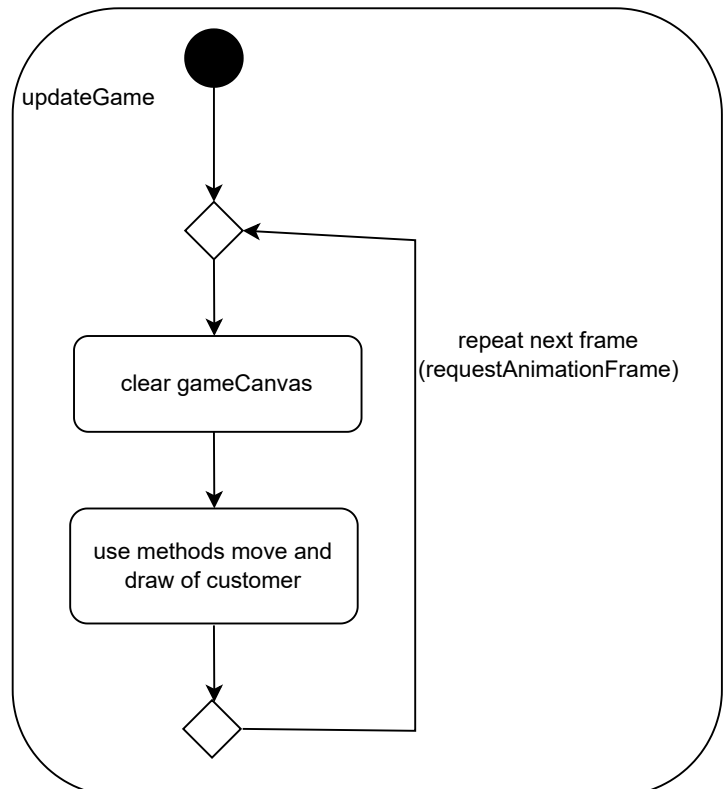 updateGame
clear gameCanvas
repeat next frame
(requestAnimationFrame)
use methods move and
draw of customer